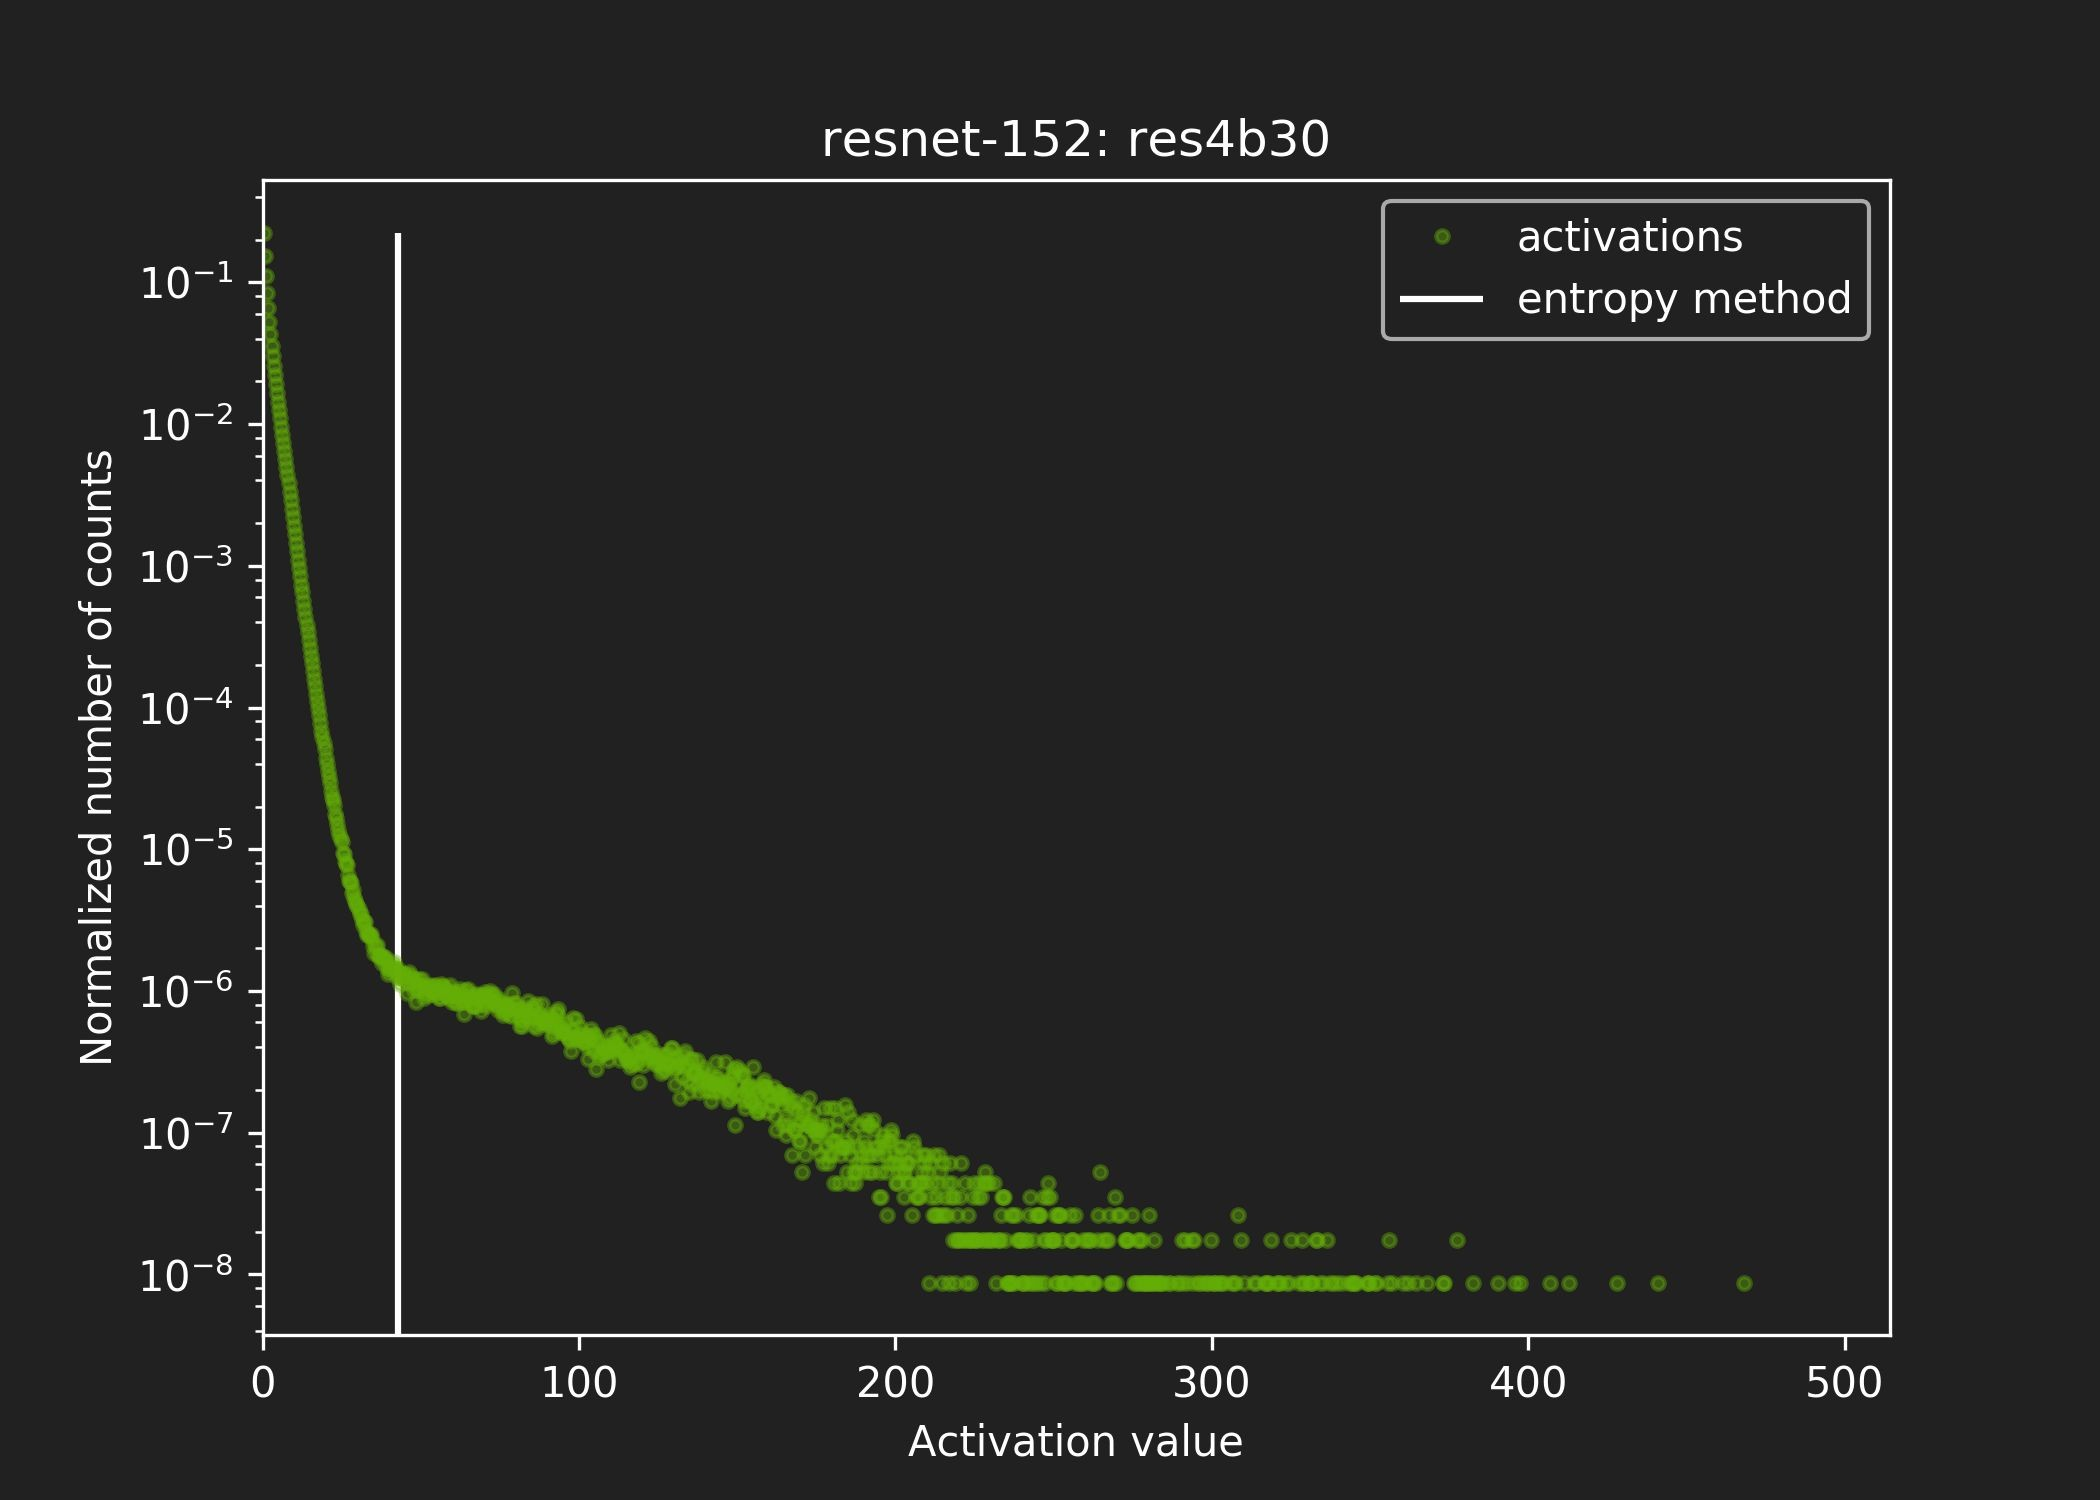 resnet-152: res4b30
activations
entropy method
Normalized number of counts
10⁻¹
10⁻²
10⁻³
10⁻⁴
10⁻⁵
10⁻⁶
10⁻⁷
10⁻⁸
0 100 200 300 400 500
Activation value